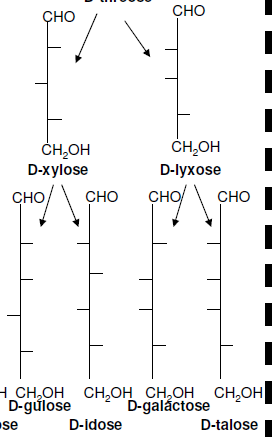 CHO CHO
CH2OH CH2OH
D-xylose D-lyxose
CHO CHO CHO CHO
H CH2OH CH2OH CH2OH CH2OH
D-gulose D-galactose
D-idose D-talose